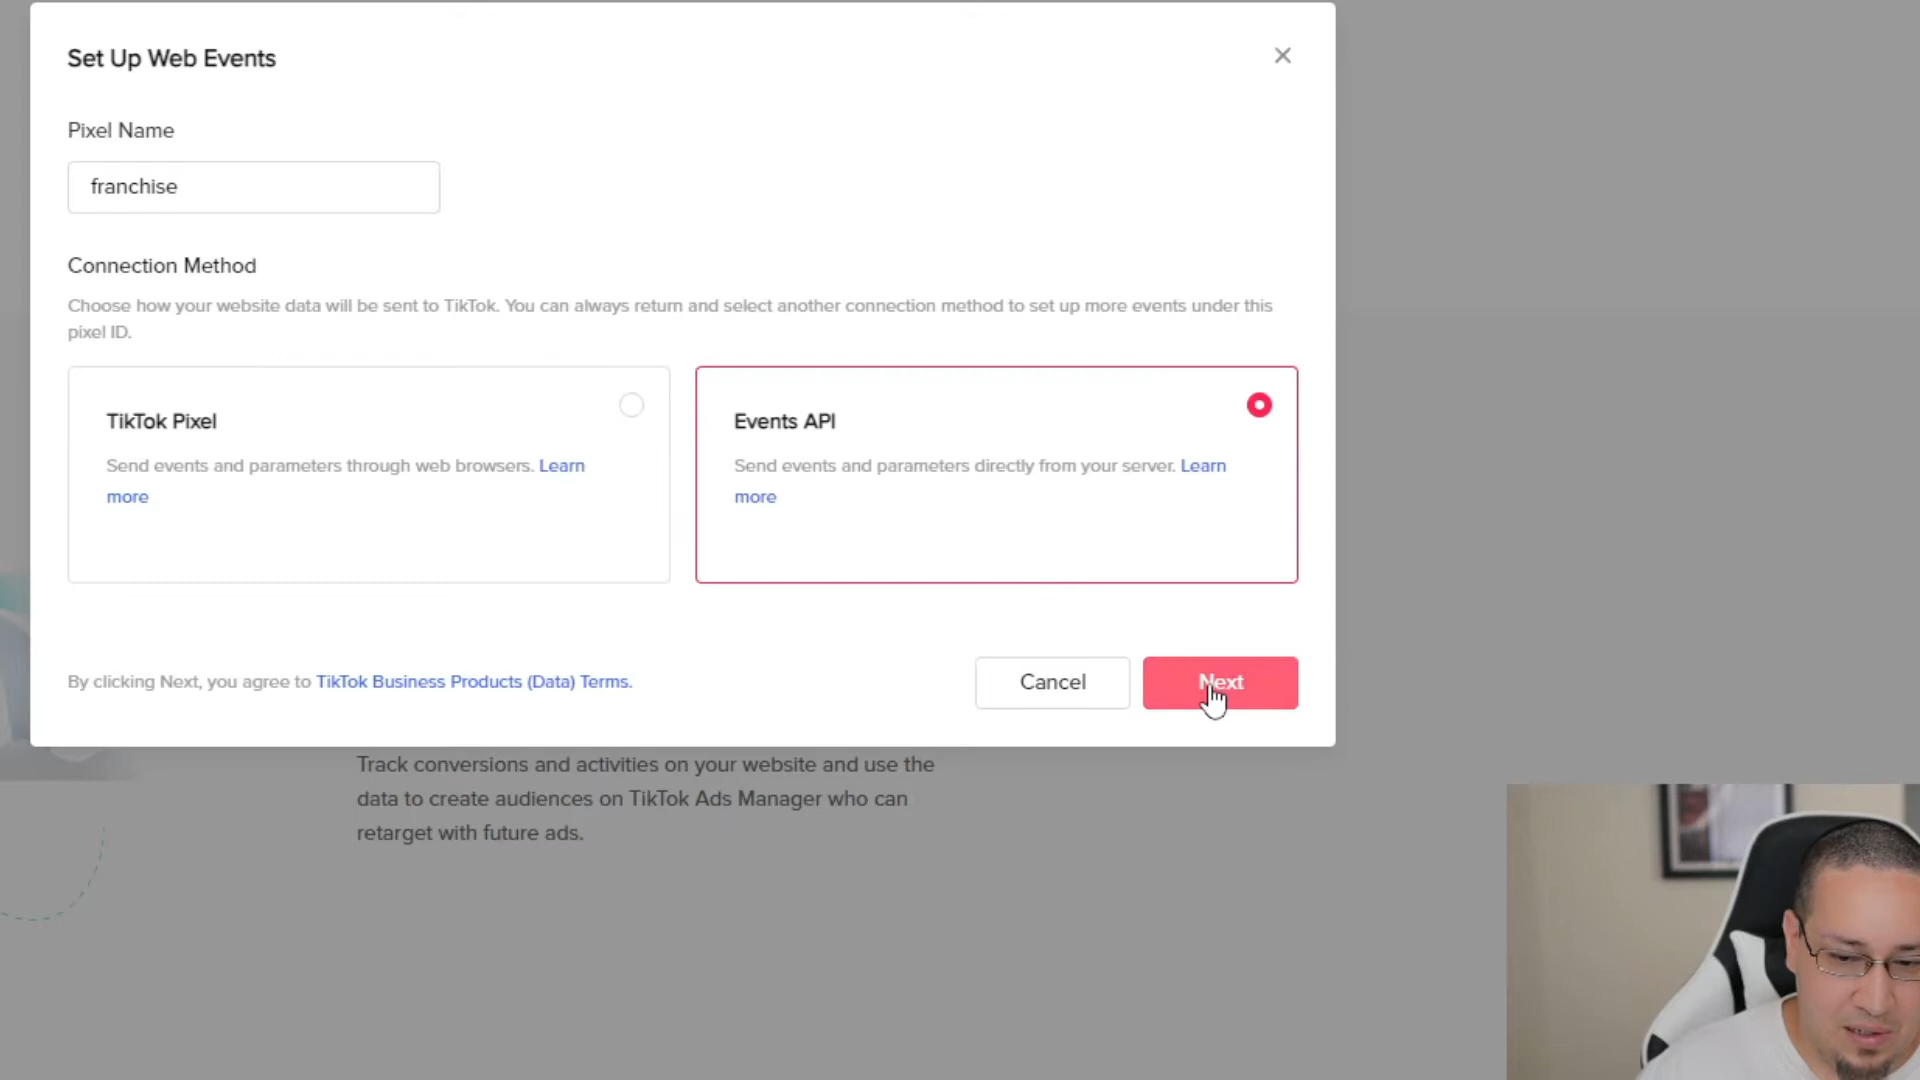 Set Up Web Events
Pixel Name
franchise
Connection Method
Choose how your website data will be sent to TikTok. You can always return and select another connection method to set up more events under this
pixel ID.
TikTok Pixel
Send events and parameters through web browsers. Learn
more
Events API
Send events and parameters directly from your server. Learn
more
By clicking Next, you agree to TikTok Business Products (Data) Terms.
Cancel
Next
Track conversions and activities on your website and use the
data to create audiences on TikTok Ads Manager who can
retarget with future ads.